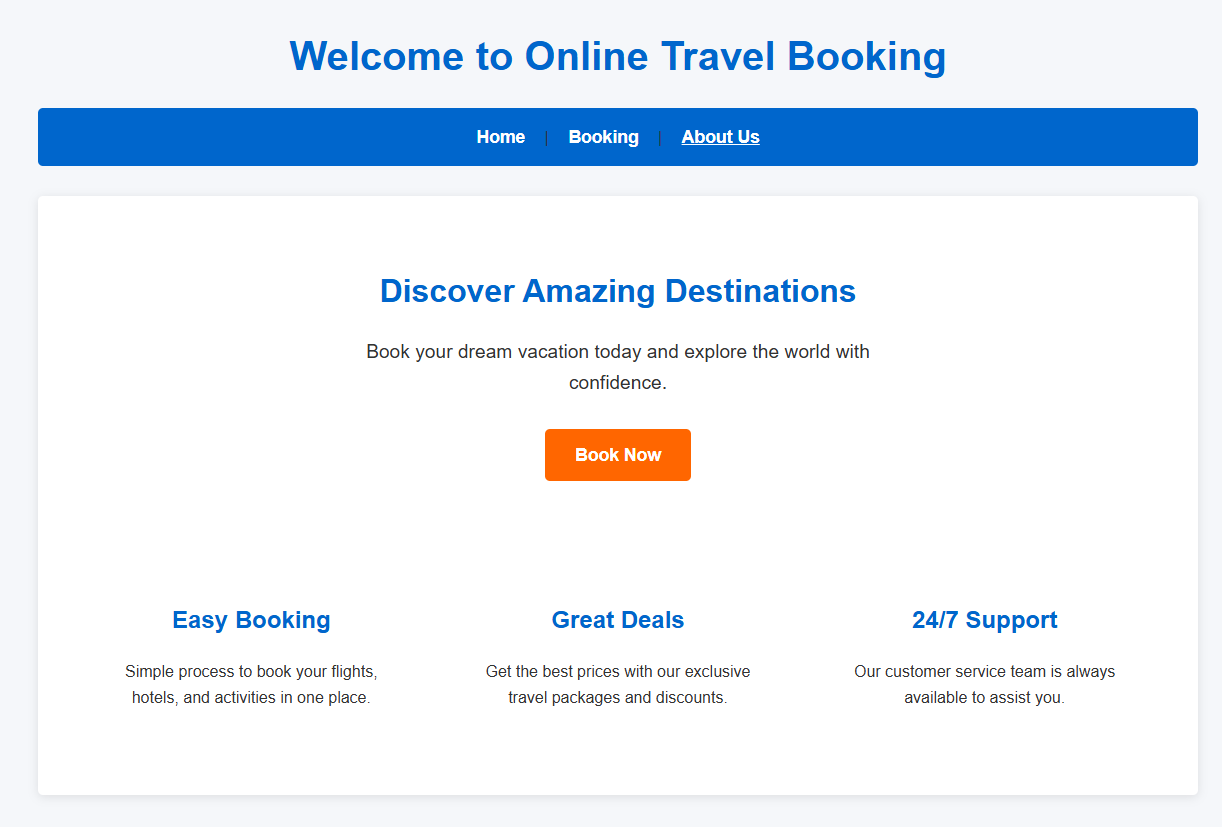 Welcome to Online Travel Booking
Home | Booking | About Us
Discover Amazing Destinations
Book your dream vacation today and explore the world with
confidence.
Book Now
Easy Booking
Simple process to book your flights,
hotels, and activities in one place.
Great Deals
Get the best prices with our exclusive
travel packages and discounts.
24/7 Support
Our customer service team is always
available to assist you.